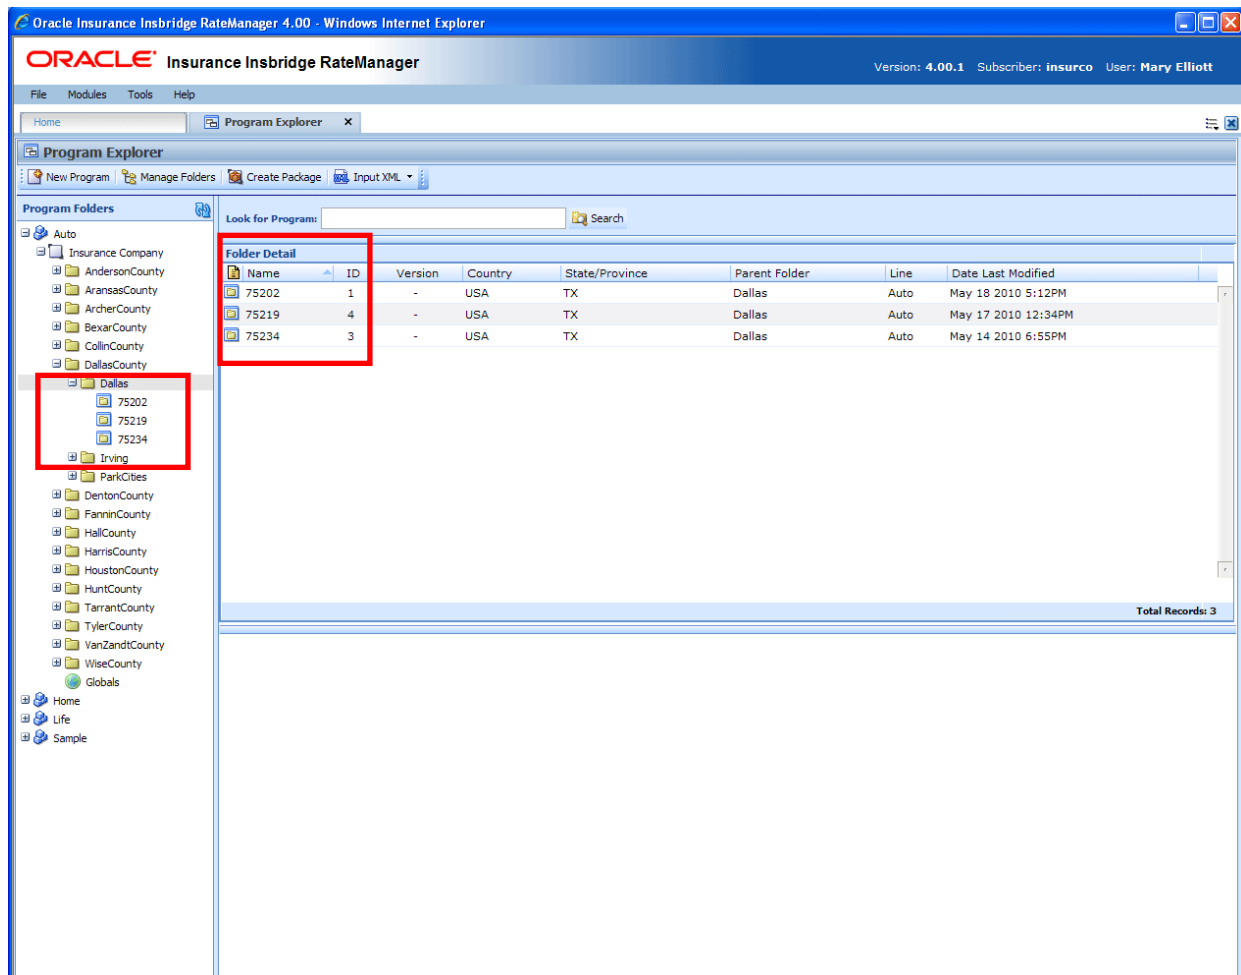 Oracle Insurance Insbridge RateManager 4.00 - Windows Internet Explorer
ORACLE® Insurance Insbridge RateManager
Version: 4.00.1 Subscriber: insurco User: Mary Elliott
File Modules Tools Help
Home Program Explorer x
Program Explorer
New Program Manage Folders Create Package Input XML
Program Folders
Auto
Insurance Company
AndersonCounty
AransasCounty
ArcherCounty
BexarCounty
CollinCounty
DallasCounty
Dallas
75202
75219
75234
Irving
ParkCities
DentonCounty
FanninCounty
HallCounty
HarrisCounty
HoustonCounty
HuntCounty
TarrantCounty
TylerCounty
VanZandtCounty
WiseCounty
Globals
Home
Life
Sample
Look for Program: Search
Folder Detail
Name ID Version Country State/Province Parent Folder Line Date Last Modified
75202 1 - USA TX Dallas Auto May 18 2010 5:12PM
75219 4 - USA TX Dallas Auto May 17 2010 12:34PM
75234 3 - USA TX Dallas Auto May 14 2010 6:55PM
Total Records: 3